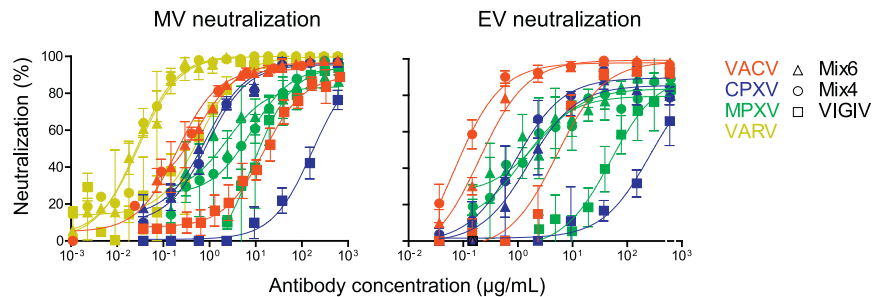 MV neutralization
EV neutralization
Neutralization (%)
100
80
60
40
20
0
10⁻³ 10⁻² 10⁻¹ 10⁰ 10¹ 10² 10³
10⁻² 10⁻¹ 10⁰ 10¹ 10² 10³
Antibody concentration (µg/mL)
VACV
CPXV
MPXV
VARV
Mix6
Mix4
VIGIV